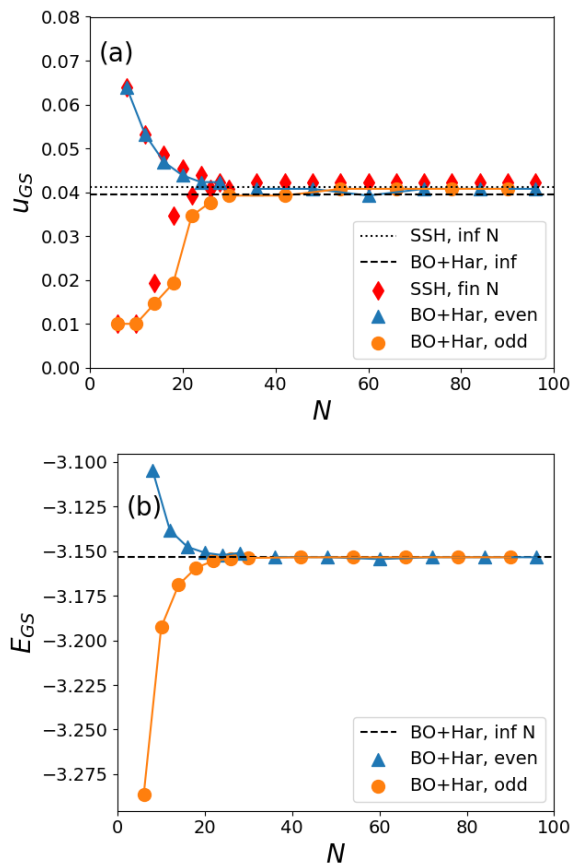 (a)
0.08
0.07
0.06
0.05
0.04
0.03
0.02
0.01
0.00
u_GS
0 20 40 60 80 100
N
SSH, inf N
BO+Har, inf
SSH, fin N
BO+Har, even
BO+Har, odd
(b)
−3.100
−3.125
−3.150
−3.175
−3.200
−3.225
−3.250
−3.275
E_GS
0 20 40 60 80 100
N
BO+Har, inf N
BO+Har, even
BO+Har, odd